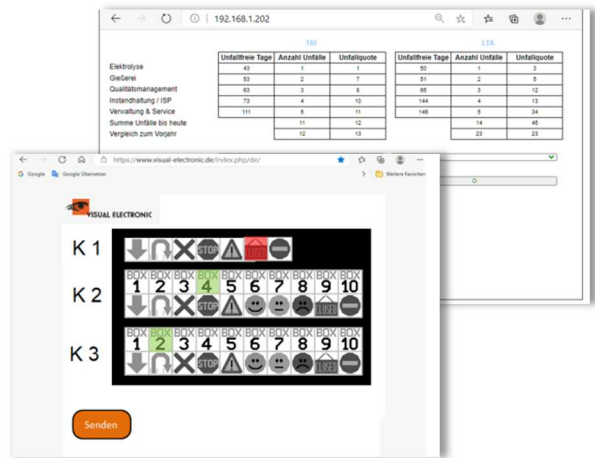 192.168.1.202
TRI LTA
Unfallfreie Tage Anzahl Unfälle Unfallquote Unfallfreie Tage Anzahl Unfälle Unfallquote
Elektrolyse 43 1 1 50 1 3
Gießerei 53 2 7 51 2 5
Qualitätsmanagement 63 3 8 65 3 12
Instandhaltung / ISP 73 4 10 144 4 13
Verwaltung & Service 111 5 11 146 5 34
Summe Unfälle bis heute 11 12 14 45
Vergleich zum Vorjahr 12 13 23 23
https://www.visual-electronic.de/index.php/de/
Google Google Übersetzer Weitere Favoriten
VISUAL ELECTRONIC
K 1 STOP
BOX BOX BOX BOX BOX BOX BOX BOX BOX BOX
K 2 1 2 3 4 5 6 7 8 9 10
STOP CLOSED
BOX BOX BOX BOX BOX BOX BOX BOX BOX BOX
K 3 1 2 3 4 5 6 7 8 9 10
STOP CLOSED
Senden